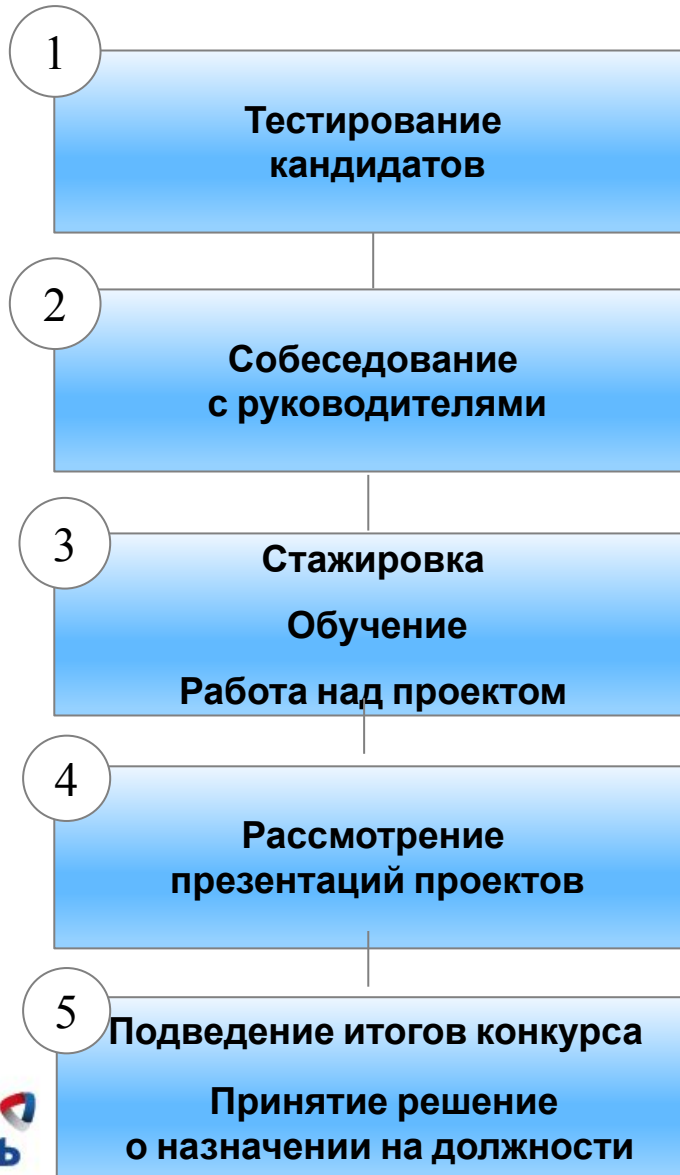 1
Тестирование
кандидатов
2
Собеседование
с руководителями
3
Стажировка
Обучение
Работа над проектом
4
Рассмотрение
презентаций проектов
5
Подведение итогов конкурса
Принятие решение
о назначении на должности